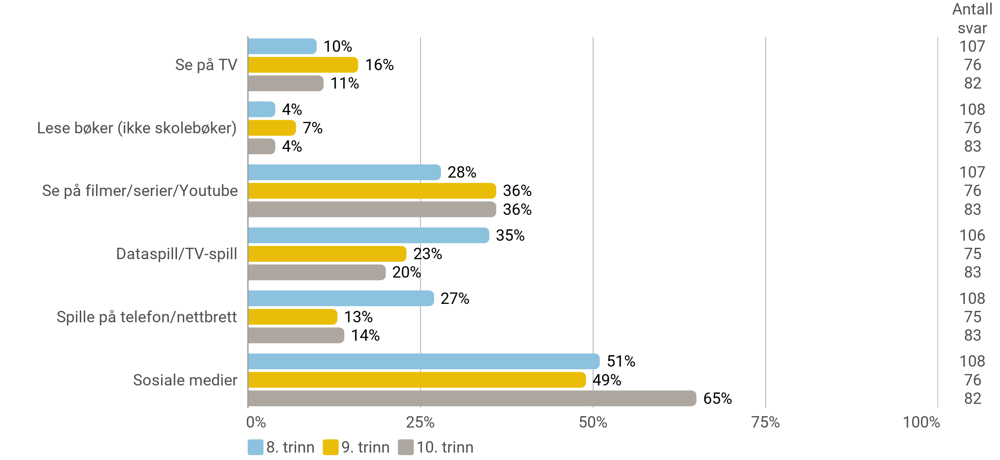 Antall
svar
10% 107
Se på TV 16% 76
11% 82
4% 108
Lese bøker (ikke skolebøker) 7% 76
4% 83
28% 107
Se på filmer/serier/Youtube 36% 76
36% 83
35% 106
Dataspill/TV-spill 23% 75
20% 83
27% 108
Spille på telefon/nettbrett 13% 75
14% 83
51% 108
Sosiale medier 49% 76
65% 82
0% 25% 50% 75% 100%
8. trinn 9. trinn 10. trinn